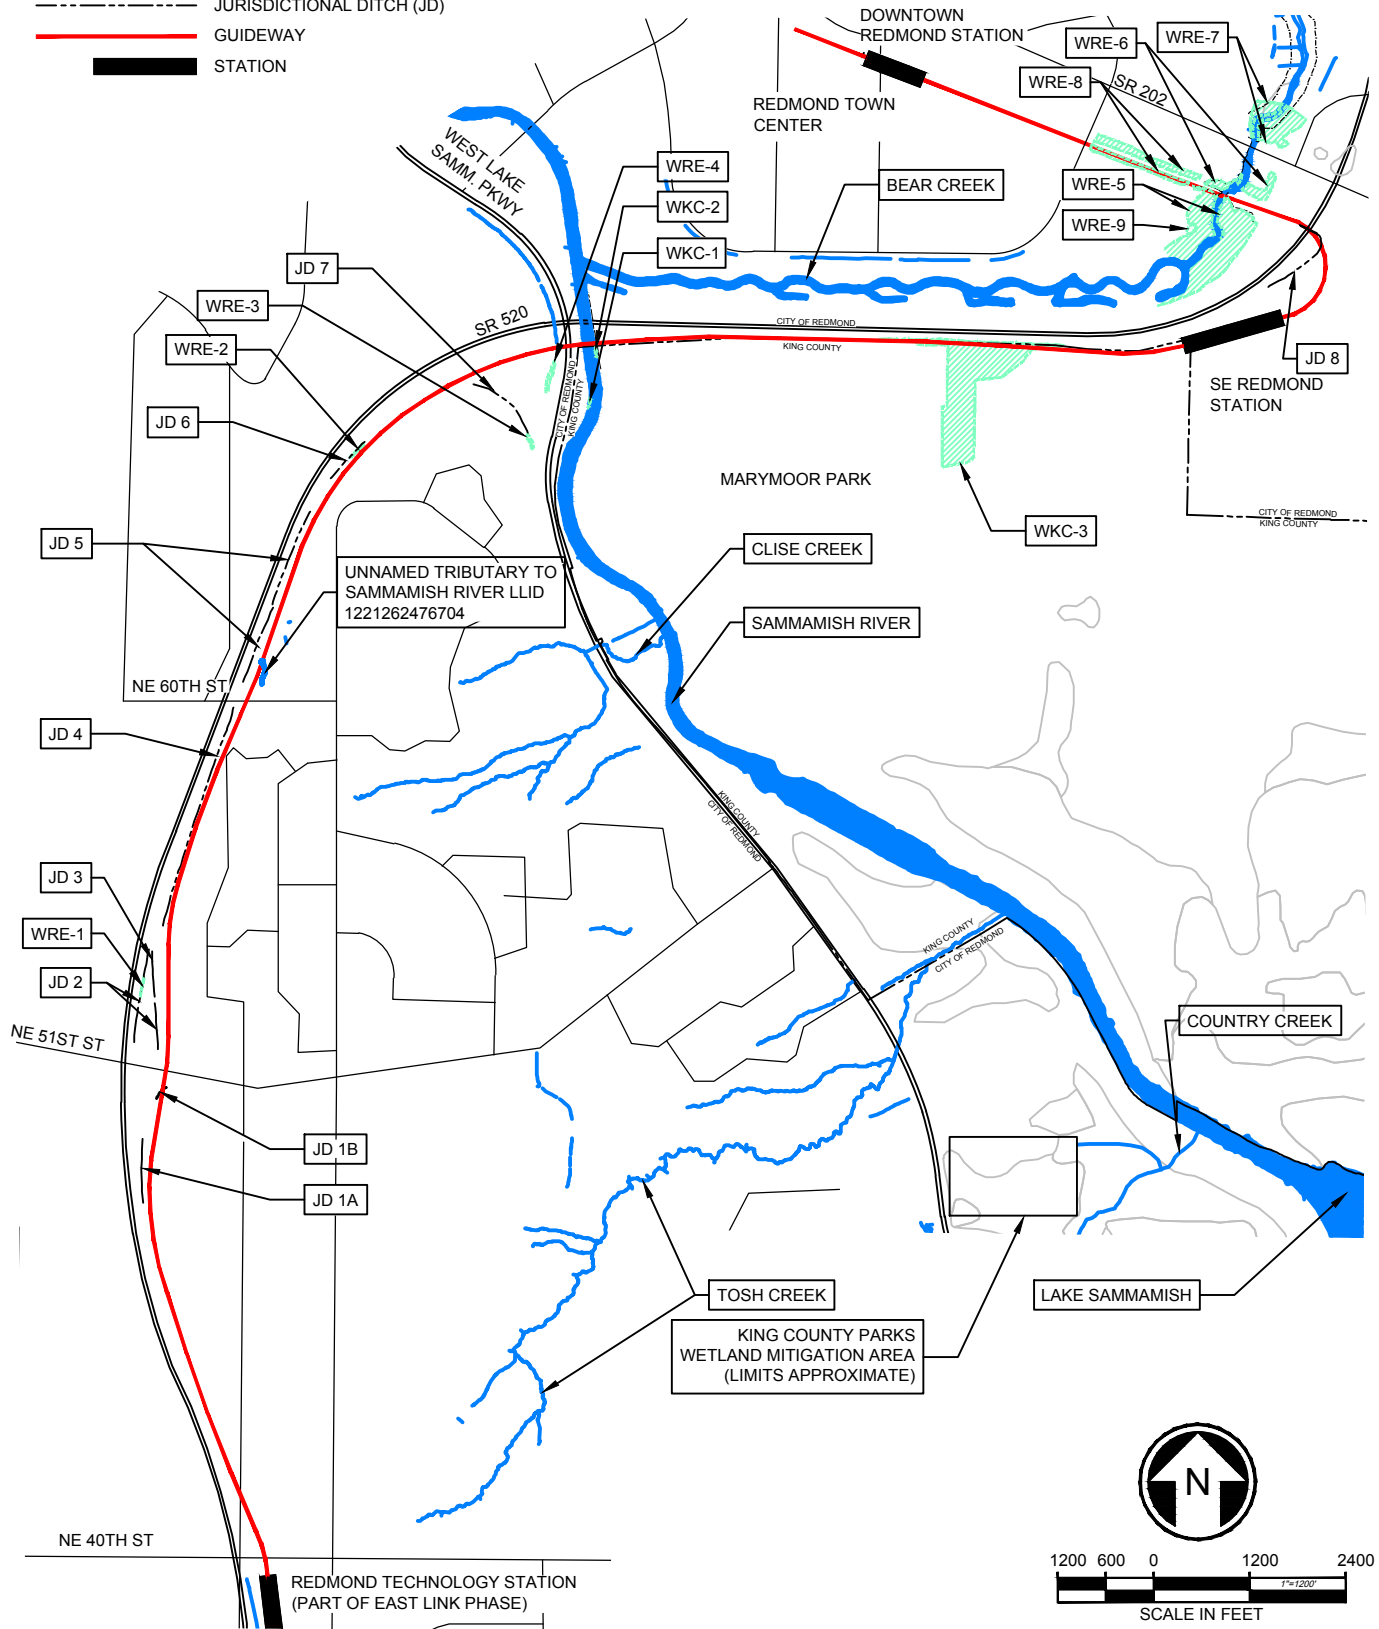 JURISDICTIONAL DITCH (JD)
GUIDEWAY
STATION
DOWNTOWN
REDMOND STATION
WRE-6
WRE-7
WRE-8
SR 202
REDMOND TOWN
CENTER
WEST LAKE
SAMM. PKWY
WRE-4
WKC-2
WKC-1
BEAR CREEK
WRE-5
WRE-9
JD 7
WRE-3
WRE-2
SR 520
CITY OF REDMOND
KING COUNTY
JD 8
SE REDMOND
STATION
CITY OF REDMOND
KING COUNTY
JD 6
MARYMOOR PARK
CITY OF REDMOND
KING COUNTY
WKC-3
JD 5
CLISE CREEK
UNNAMED TRIBUTARY TO
SAMMAMISH RIVER LLID
1221262476704
SAMMAMISH RIVER
NE 60TH ST
JD 4
KING COUNTY
CITY OF REDMOND
JD 3
WRE-1
JD 2
KING COUNTY
CITY OF REDMOND
NE 51ST ST
COUNTRY CREEK
JD 1B
JD 1A
TOSH CREEK
LAKE SAMMAMISH
KING COUNTY PARKS
WETLAND MITIGATION AREA
(LIMITS APPROXIMATE)
N
NE 40TH ST
REDMOND TECHNOLOGY STATION
(PART OF EAST LINK PHASE)
1200 600 0 1200 2400
1"=1200'
SCALE IN FEET